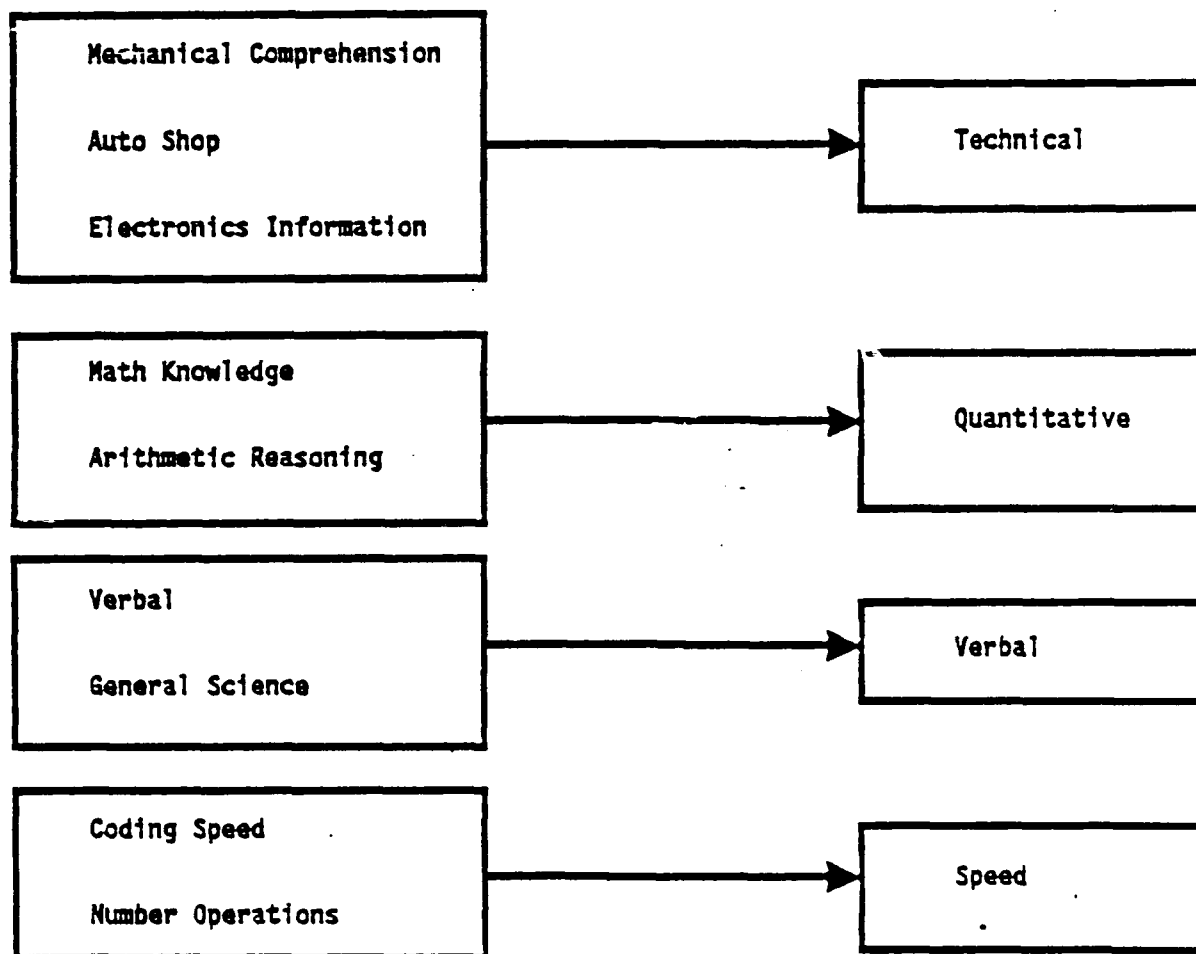 Mechanical Comprehension
Auto Shop
Electronics Information
Technical
Math Knowledge
Arithmetic Reasoning
Quantitative
Verbal
General Science
Verbal
Coding Speed
Number Operations
Speed